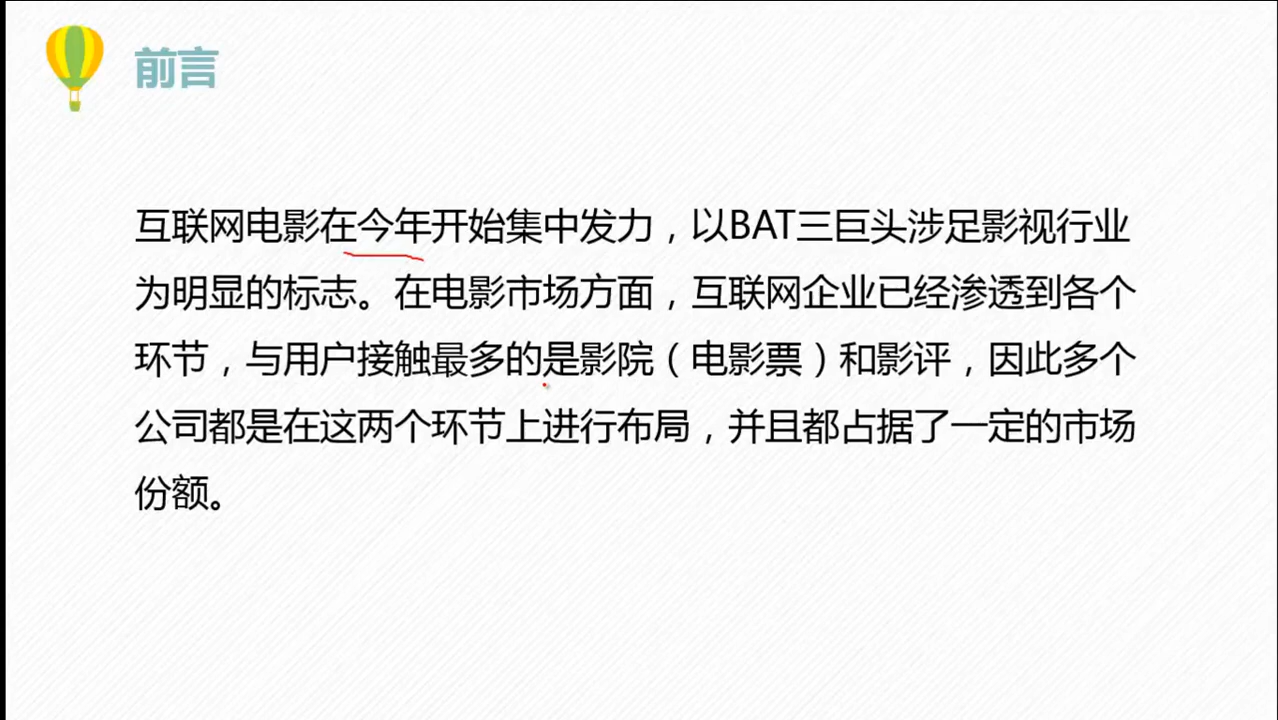 前言
互联网电影在今年开始集中发力，以BAT三巨头涉足影视行业
为明显的标志。在电影市场方面，互联网企业已经渗透到各个
环节，与用户接触最多的是影院（电影票）和影评，因此多个
公司都是在这两个环节上进行布局，并且都占据了一定的市场
份额。